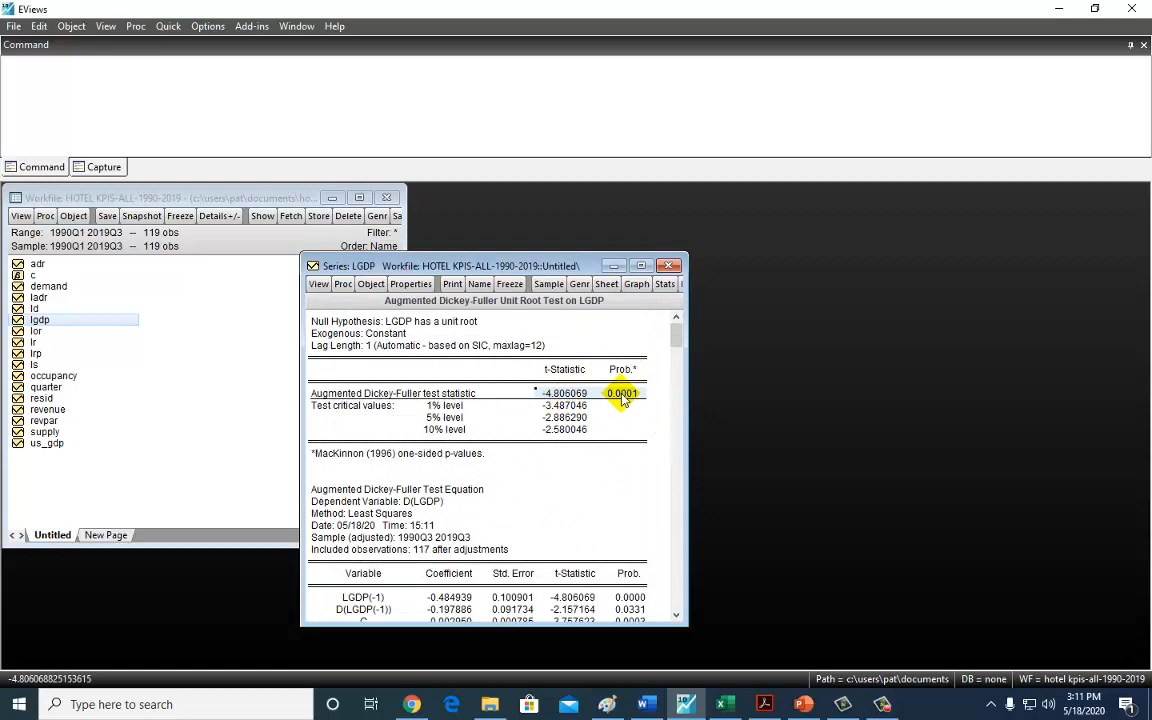 EViews
File Edit Object View Proc Quick Options Add-ins Window Help
Command
Command Capture
Workfile: HOTEL KPIS-ALL-1990-2019 - (c:\users\pat\documents\ho...
View Proc Object Save Snapshot Freeze Details+/- Show Fetch Store Delete Genr Sa
Range: 1990Q1 2019Q3 -- 119 obs Filter: *
Sample: 1990Q1 2019Q3 -- 119 obs Order: Name
adr
c
demand
ladr
ld
lgdp
lor
lr
lrp
ls
occupancy
quarter
resid
revenue
revpar
supply
us_gdp
Untitled New Page
Series: LGDP Workfile: HOTEL KPIS-ALL-1990-2019::Untitled\
View Proc Object Properties Print Name Freeze Sample Genr Sheet Graph Stats
Augmented Dickey-Fuller Unit Root Test on LGDP
Null Hypothesis: LGDP has a unit root
Exogenous: Constant
Lag Length: 1 (Automatic - based on SIC, maxlag=12)
t-Statistic Prob.*
Augmented Dickey-Fuller test statistic -4.806069 0.0001
Test critical values: 1% level -3.487046
5% level -2.886290
10% level -2.580046
*MacKinnon (1996) one-sided p-values.
Augmented Dickey-Fuller Test Equation
Dependent Variable: D(LGDP)
Method: Least Squares
Date: 05/18/20 Time: 15:11
Sample (adjusted): 1990Q3 2019Q3
Included observations: 117 after adjustments
Variable Coefficient Std. Error t-Statistic Prob.
LGDP(-1) -0.484939 0.100901 -4.806069 0.0000
D(LGDP(-1)) -0.197886 0.091734 -2.157164 0.0331
C 0.002950 0.000785 3.757623 0.0003
-4.806068825153615 Path = c:\users\pat\documents DB = none WF = hotel kpis-all-1990-2019
Type here to search
3:11 PM
5/18/2020